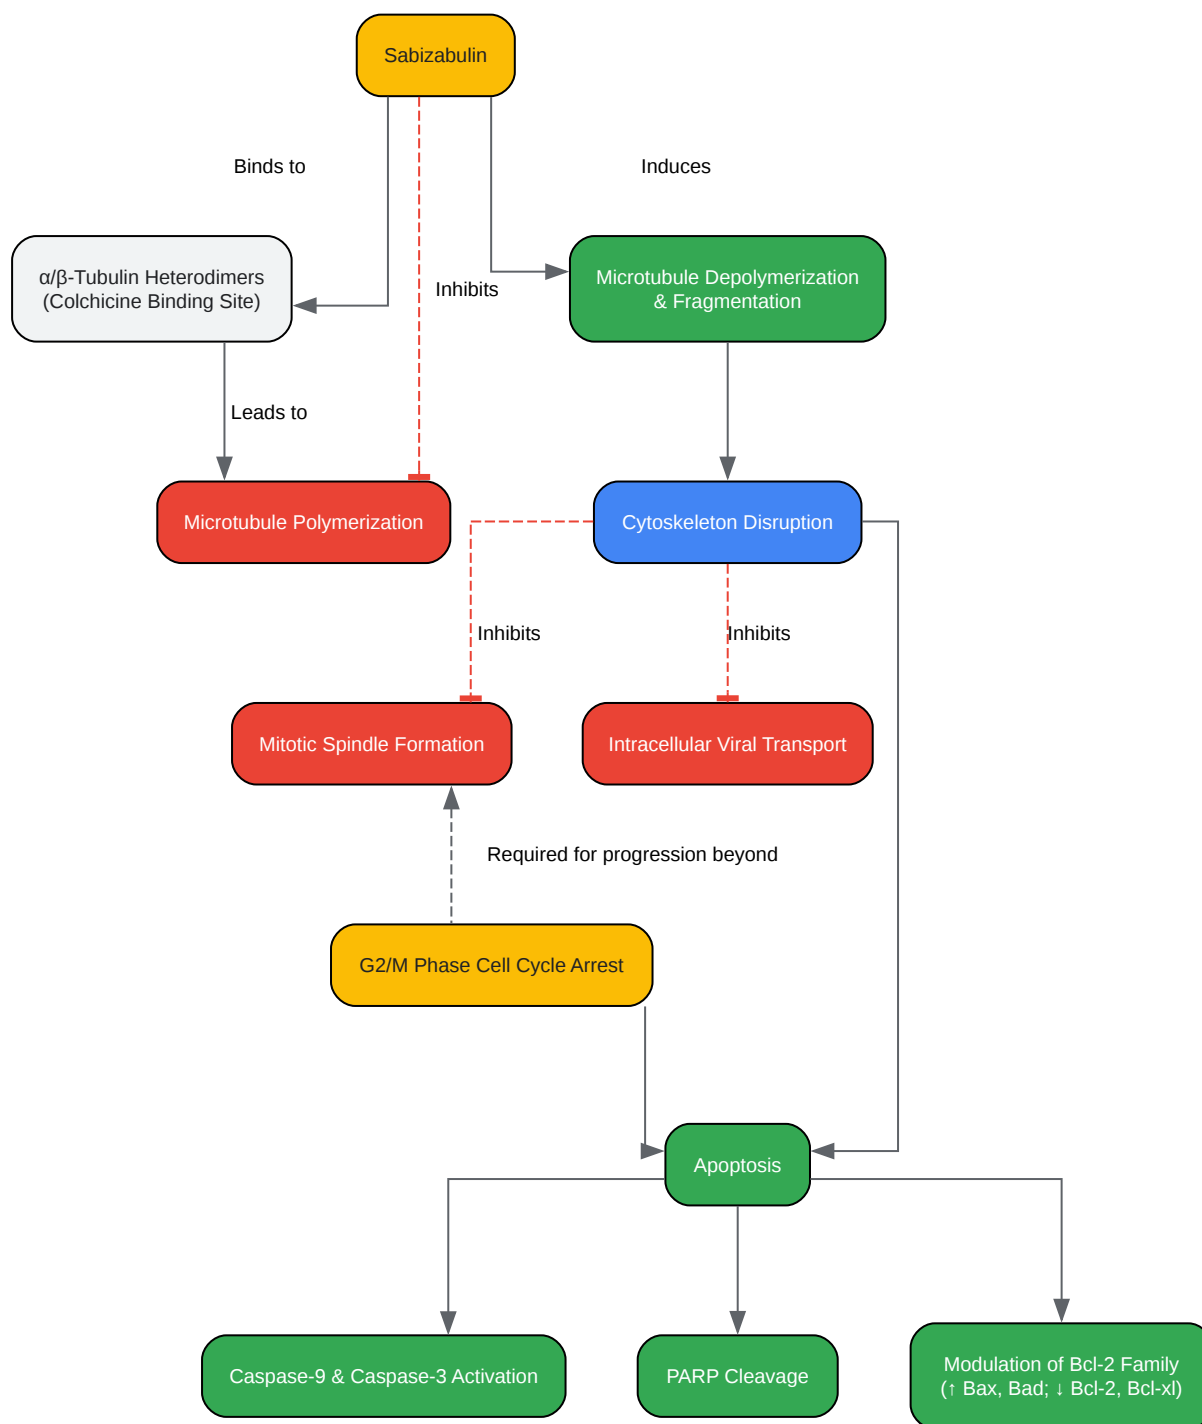 Sabizabulin
Binds to
Induces
α/β-Tubulin Heterodimers
(Colchicine Binding Site)
Inhibits
Microtubule Depolymerization
& Fragmentation
Leads to
Microtubule Polymerization
Cytoskeleton Disruption
Inhibits
Inhibits
Mitotic Spindle Formation
Intracellular Viral Transport
Required for progression beyond
G2/M Phase Cell Cycle Arrest
Apoptosis
Caspase-9 & Caspase-3 Activation
PARP Cleavage
Modulation of Bcl-2 Family
(↑ Bax, Bad; ↓ Bcl-2, Bcl-xl)